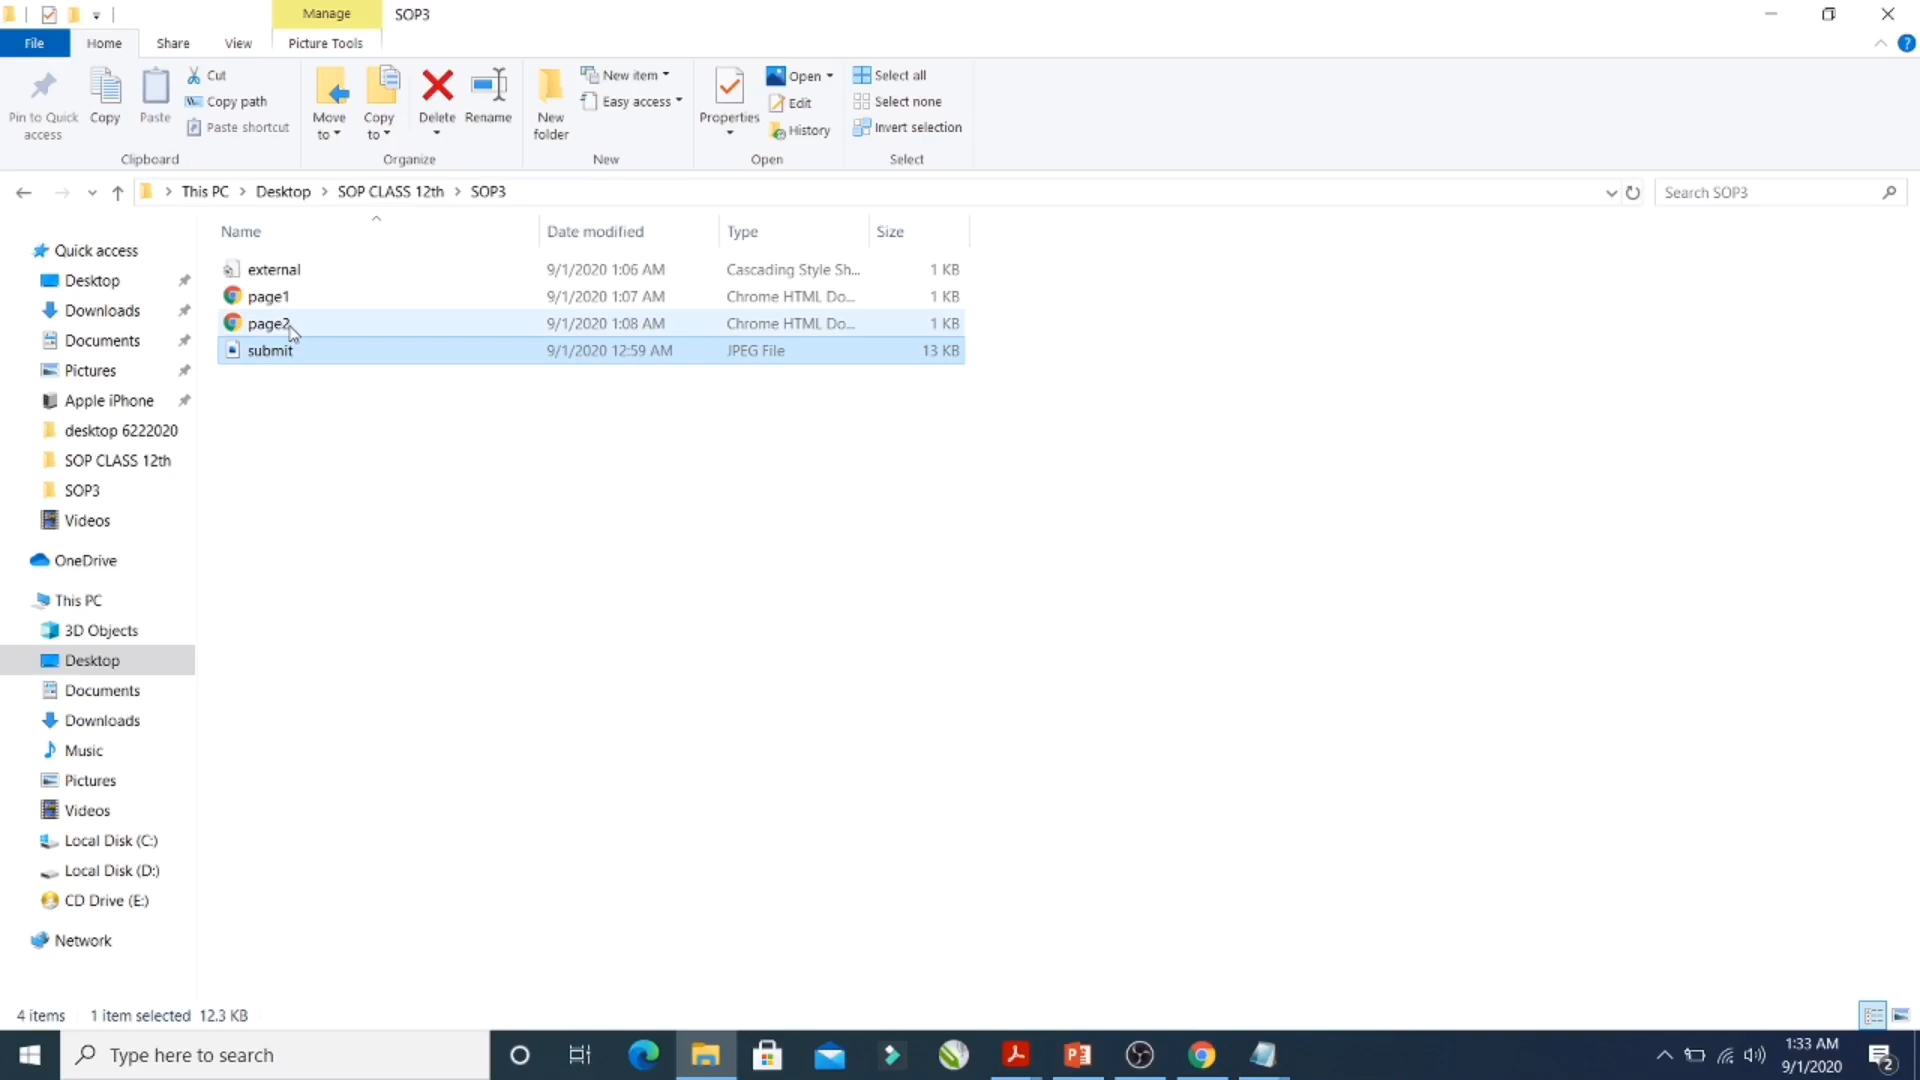 Manage SOP3
File Home Share View Picture Tools
Pin to Quick access
Copy
Paste
Cut
Copy path
Paste shortcut
Clipboard
Move to
Copy to
Delete
Rename
Organize
New folder
New item
Easy access
New
Properties
Open
Edit
History
Open
Select all
Select none
Invert selection
Select
This PC > Desktop > SOP CLASS 12th > SOP3
Search SOP3
Name Date modified Type Size
external 9/1/2020 1:06 AM Cascading Style Sh... 1 KB
page1 9/1/2020 1:07 AM Chrome HTML Do... 1 KB
page2 9/1/2020 1:08 AM Chrome HTML Do... 1 KB
submit 9/1/2020 12:59 AM JPEG File 13 KB
Quick access
Desktop
Downloads
Documents
Pictures
Apple iPhone
desktop 6222020
SOP CLASS 12th
SOP3
Videos
OneDrive
This PC
3D Objects
Desktop
Documents
Downloads
Music
Pictures
Videos
Local Disk (C:)
Local Disk (D:)
CD Drive (E:)
Network
4 items 1 item selected 12.3 KB
Type here to search
1:33 AM
9/1/2020
2